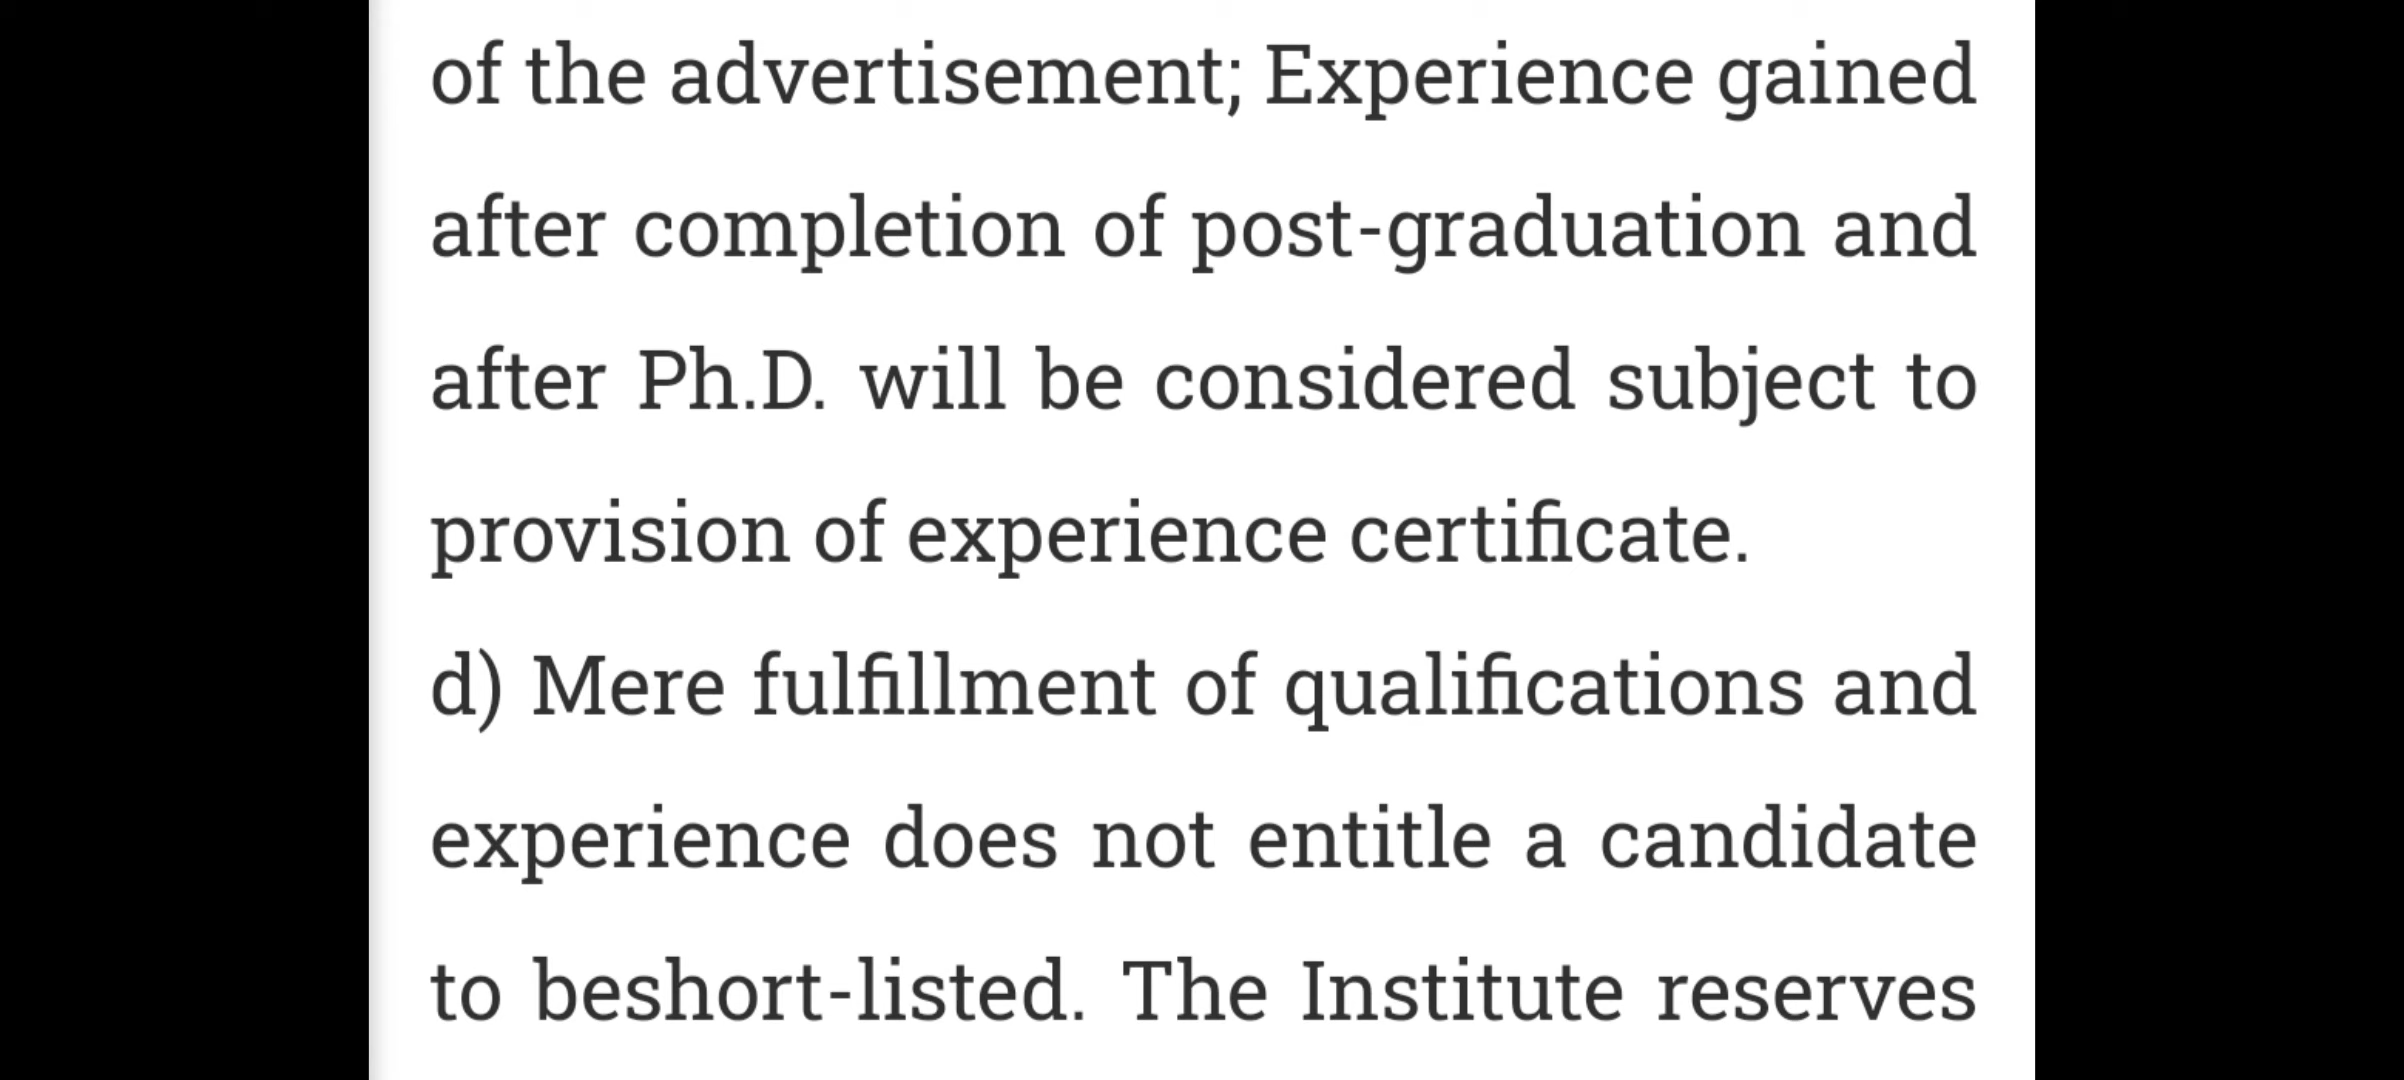 of the advertisement; Experience gained
after completion of post-graduation and
after Ph.D. will be considered subject to
provision of experience certificate.
d) Mere fulfillment of qualifications and
experience does not entitle a candidate
to beshort-listed. The Institute reserves